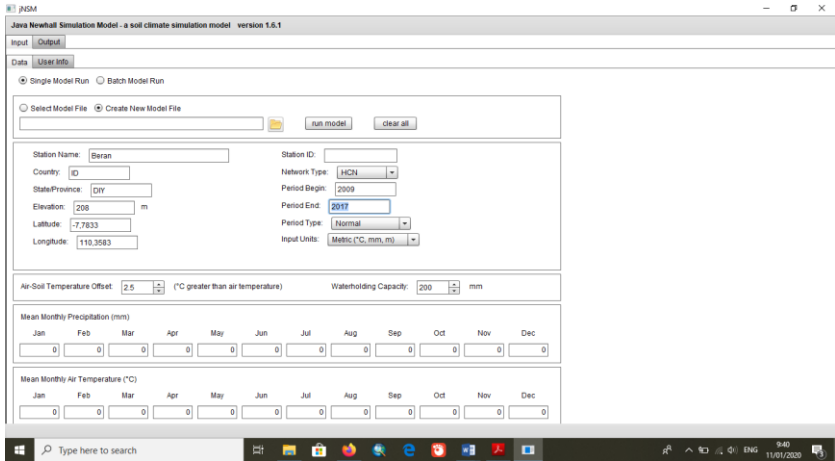 jNSM
Java Newhall Simulation Model - a soil climate simulation model version 1.6.1
Input Output
Data User Info
Single Model Run Batch Model Run
Select Model File Create New Model File
run model clear all
Station Name: Beran Station ID:
Country: ID Network Type: HCN
State/Province: DIY Period Begin: 2009
Elevation: 208 m Period End: 2017
Latitude: -7,7833 Period Type: Normal
Longitude: 110,3583 Input Units: Metric (°C, mm, m)
Air-Soil Temperature Offset: 2.5 (°C greater than air temperature) Waterholding Capacity: 200 mm
Mean Monthly Precipitation (mm)
Jan Feb Mar Apr May Jun Jul Aug Sep Oct Nov Dec
0 0 0 0 0 0 0 0 0 0 0 0
Mean Monthly Air Temperature (°C)
Jan Feb Mar Apr May Jun Jul Aug Sep Oct Nov Dec
0 0 0 0 0 0 0 0 0 0 0 0
Type here to search ENG 9:40
11/01/2020